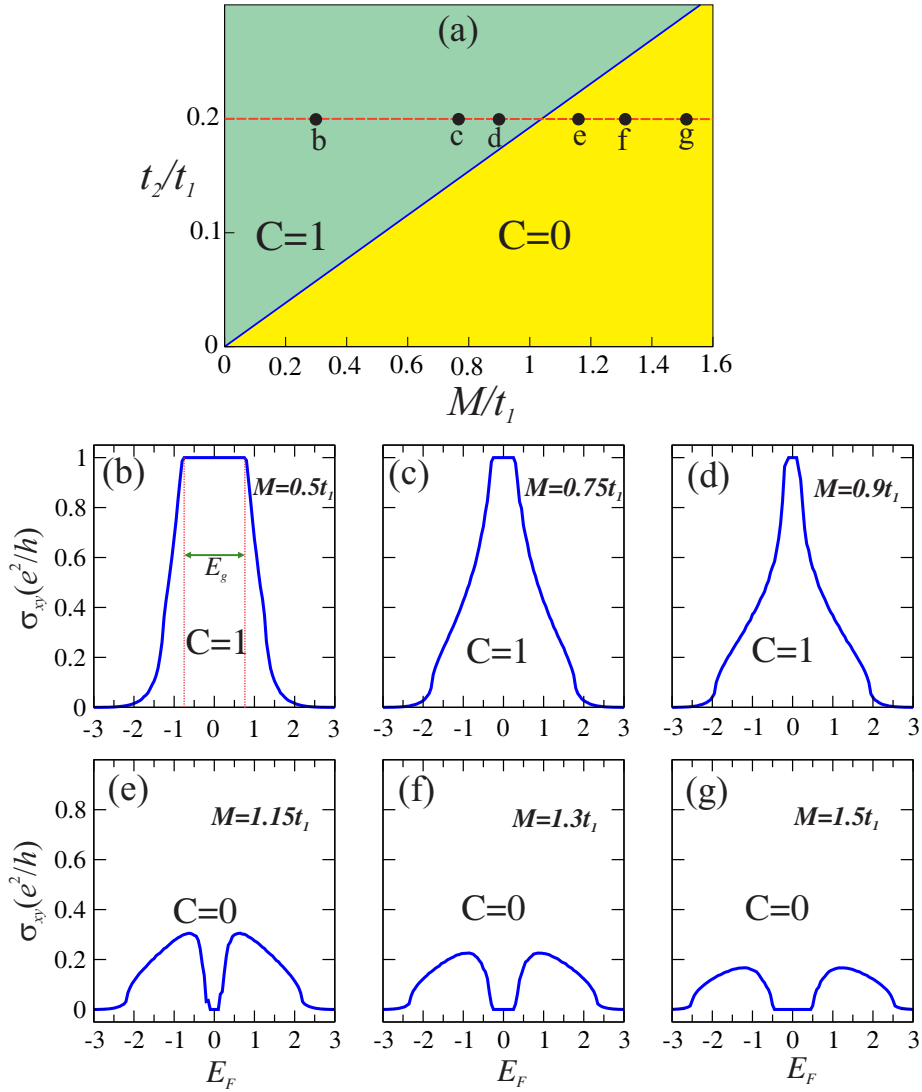 (a)
0.2
b c d e f g
t₂/t₁
0.1
C=1 C=0
0
0 0.2 0.4 0.6 0.8 1 1.2 1.4 1.6
M/t₁
(b) M=0.5t₁
(c) M=0.75t₁
(d) M=0.9t₁
1
0.8
0.6
0.4
0.2
0
σxy(e²/h)
E_g
C=1 C=1 C=1
-3 -2 -1 0 1 2 3 -3 -2 -1 0 1 2 3 -3 -2 -1 0 1 2 3
(e) M=1.15t₁
(f) M=1.3t₁
(g) M=1.5t₁
0.8
0.6
0.4
0.2
0
σxy(e²/h)
C=0 C=0 C=0
-3 -2 -1 0 1 2 3 -3 -2 -1 0 1 2 3 -3 -2 -1 0 1 2 3
E_F E_F E_F